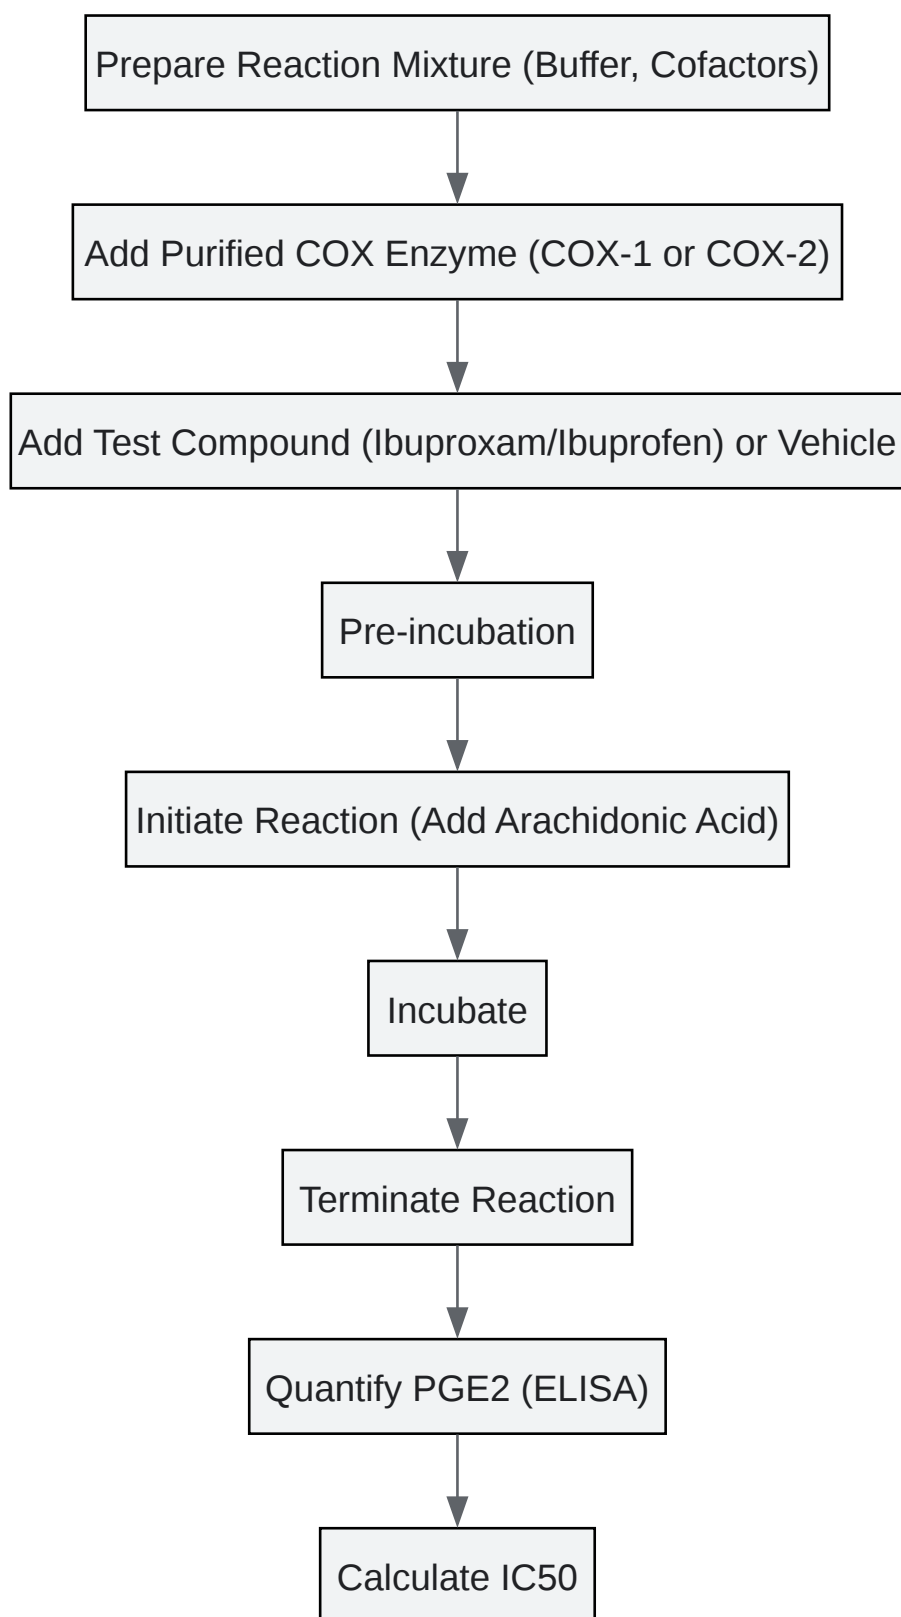 Prepare Reaction Mixture (Buffer, Cofactors)
Add Purified COX Enzyme (COX-1 or COX-2)
Add Test Compound (Ibuproxam/Ibuprofen) or Vehicle
Pre-incubation
Initiate Reaction (Add Arachidonic Acid)
Incubate
Terminate Reaction
Quantify PGE2 (ELISA)
Calculate IC50